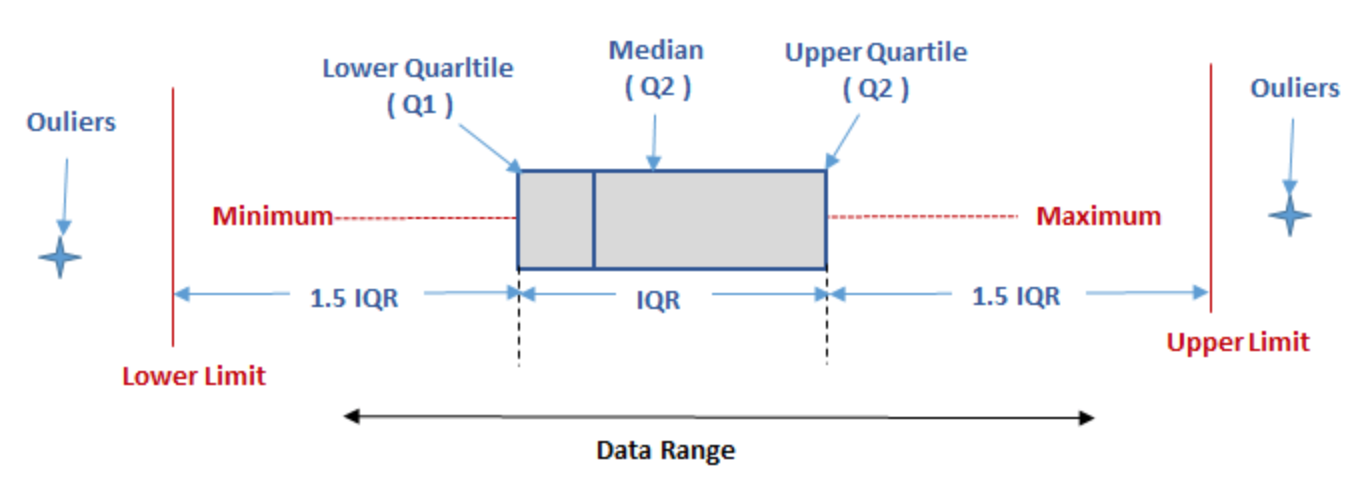 Median
( Q2 )
Upper Quartile
( Q2 )
Lower Quarltile
( Q1 )
Ouliers
Ouliers
Minimum
Maximum
1.5 IQR
IQR
1.5 IQR
Lower Limit
Upper Limit
Data Range